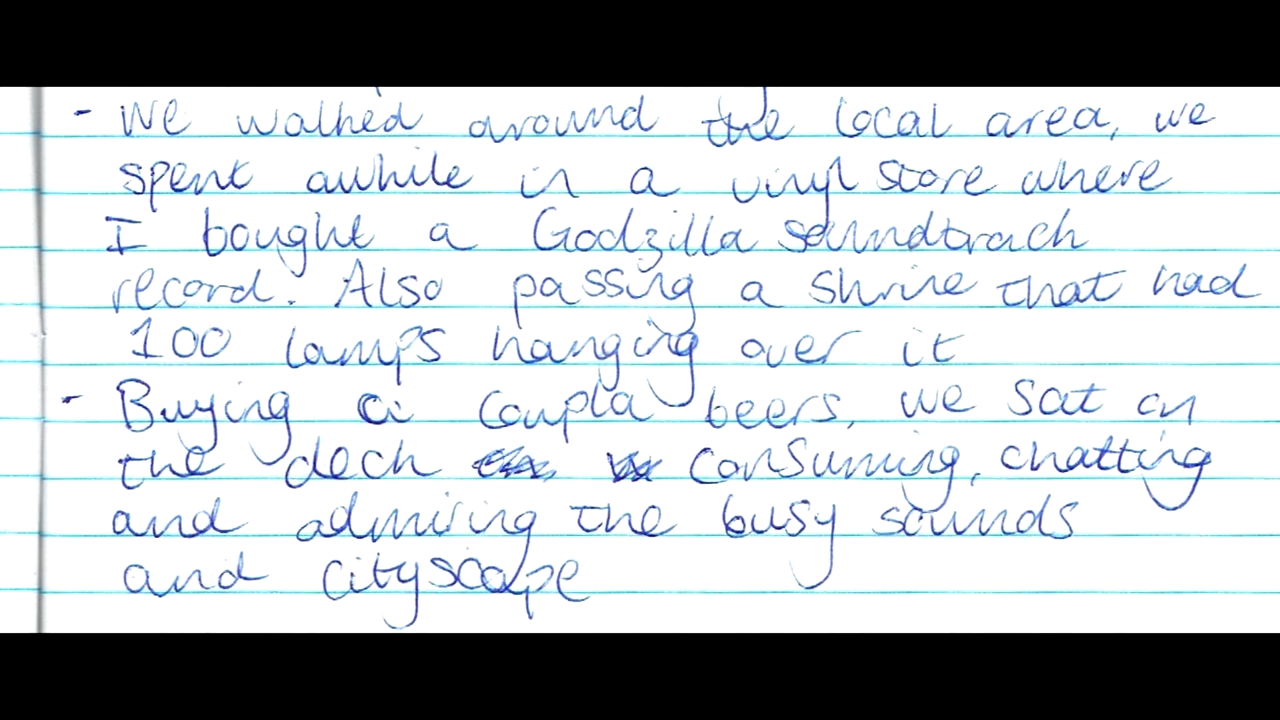 - We walked around the local area, we
spent awhile in a vinyl store where
I bought a Godzilla soundtrack
record. Also passing a shrine that had
100 lamps hanging over it
- Buying a coupla beers, we sat on
the deck consuming, chatting
and admiring the busy sounds
and cityscape